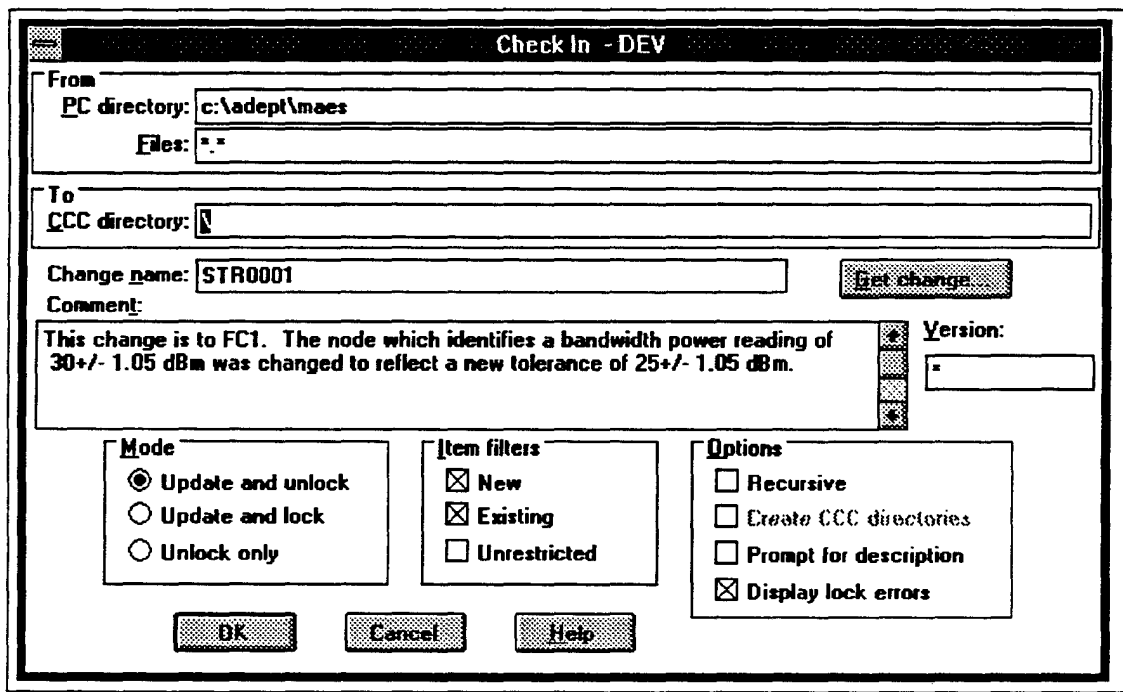 Check In - DEV
From
PC directory: c:\adept\maes
Files: *.*
To
CCC directory: \
Change name: STR0001
Get change...
Comment:
This change is to FC1. The node which identifies a bandwidth power reading of
30+/- 1.05 dBm was changed to reflect a new tolerance of 25+/- 1.05 dBm.
Version:
*
Mode
Update and unlock
Update and lock
Unlock only
Item filters
New
Existing
Unrestricted
Options
Recursive
Create CCC directories
Prompt for description
Display lock errors
OK
Cancel
Help